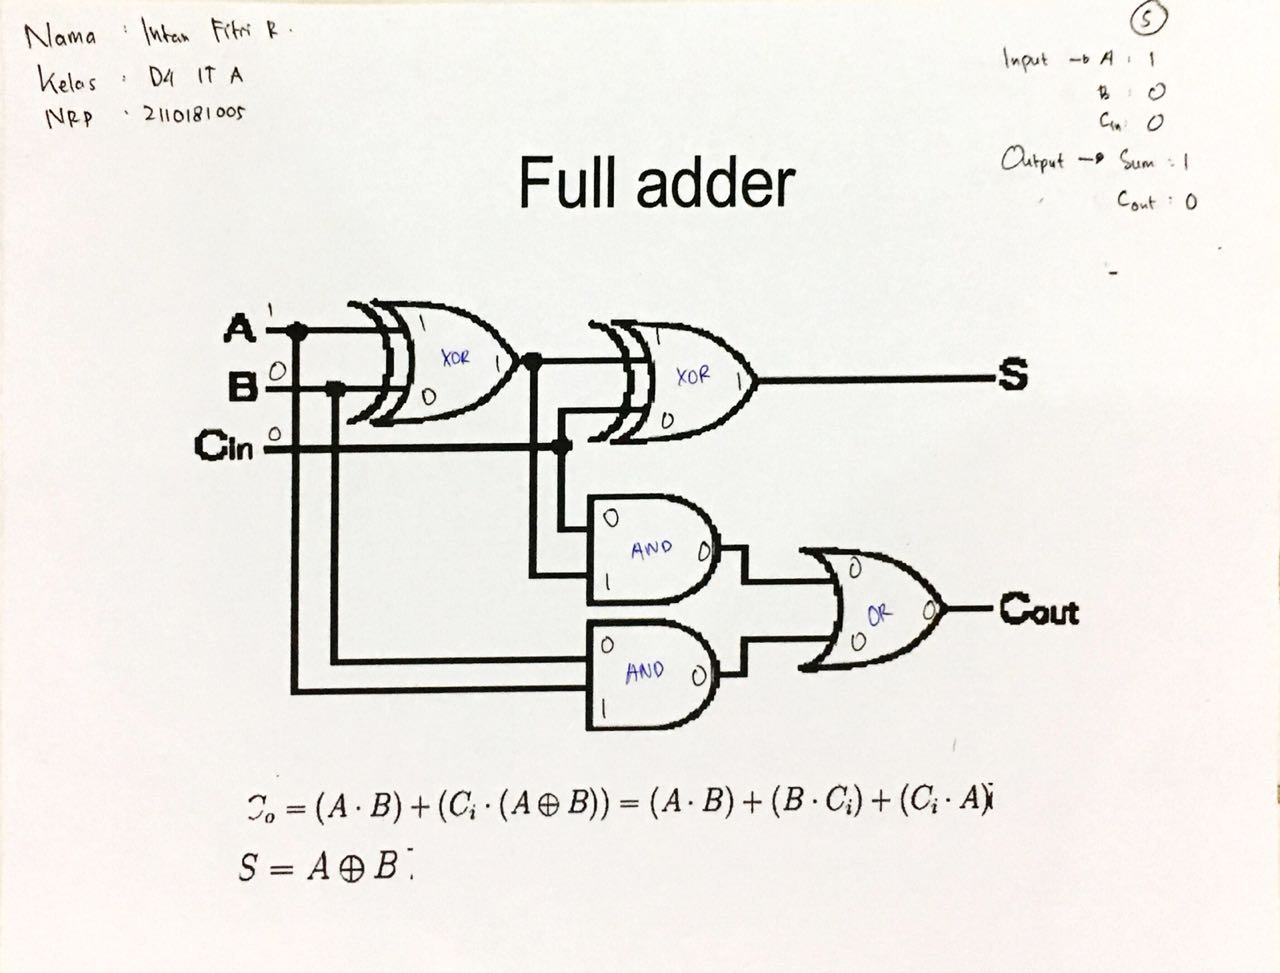 Nama : Intan Fitri R.
Kelas : D4 IT A
NRP : 2110181005
5
Input → A : 1
B : 0
Cin : 0
Output → Sum : 1
Cout : 0
Full adder
A 1
B 0
Cin 0
1
0
XOR
1
1
0
XOR
1
S
0
1
AND
0
0
1
AND
0
0
0
OR
0
Cout
Cₒ = (A · B) + (Cᵢ · (A ⊕ B)) = (A · B) + (B · Cᵢ) + (Cᵢ · A)
S = A ⊕ B